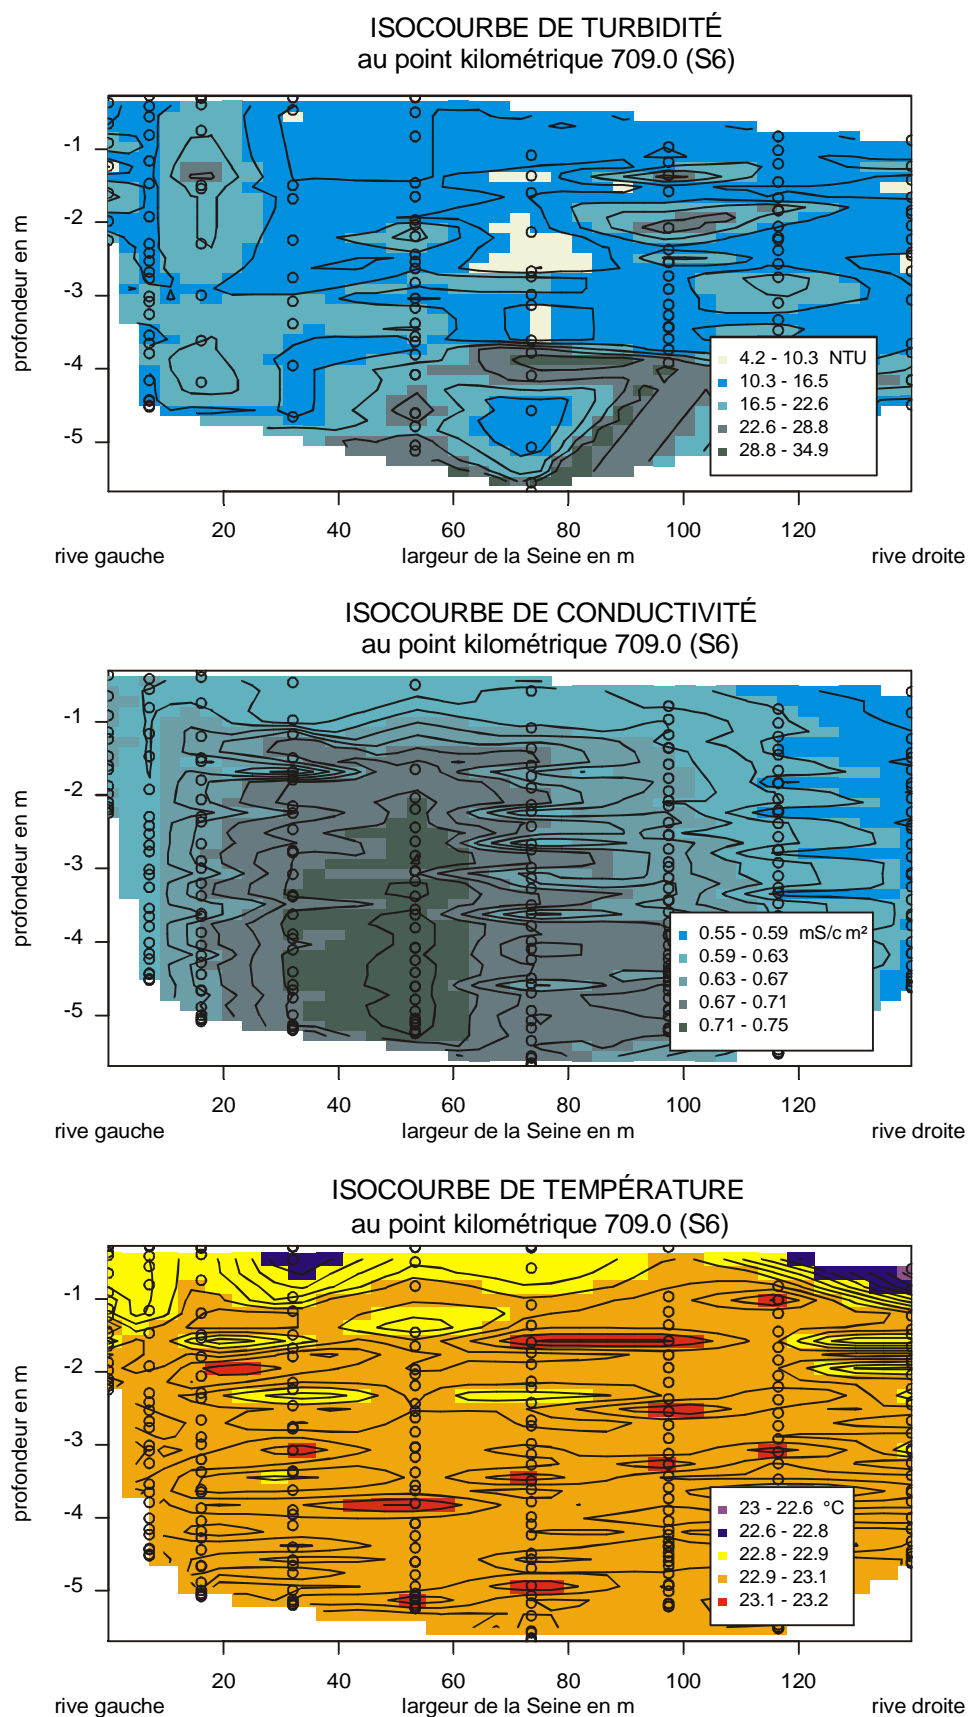 ISOCOURBE DE TURBIDITÉ
au point kilométrique 709.0 (S6)
profondeur en m
-1
-2
-3
-4
-5
4.2 - 10.3 NTU
10.3 - 16.5
16.5 - 22.6
22.6 - 28.8
28.8 - 34.9
20
40
60
80
100
120
rive gauche
largeur de la Seine en m
rive droite
ISOCOURBE DE CONDUCTIVITÉ
au point kilométrique 709.0 (S6)
profondeur en m
-1
-2
-3
-4
-5
0.55 - 0.59 mS/cm²
0.59 - 0.63
0.63 - 0.67
0.67 - 0.71
0.71 - 0.75
20
40
60
80
100
120
rive gauche
largeur de la Seine en m
rive droite
ISOCOURBE DE TEMPÉRATURE
au point kilométrique 709.0 (S6)
profondeur en m
-1
-2
-3
-4
-5
23 - 22.6 °C
22.6 - 22.8
22.8 - 22.9
22.9 - 23.1
23.1 - 23.2
20
40
60
80
100
120
rive gauche
largeur de la Seine en m
rive droite